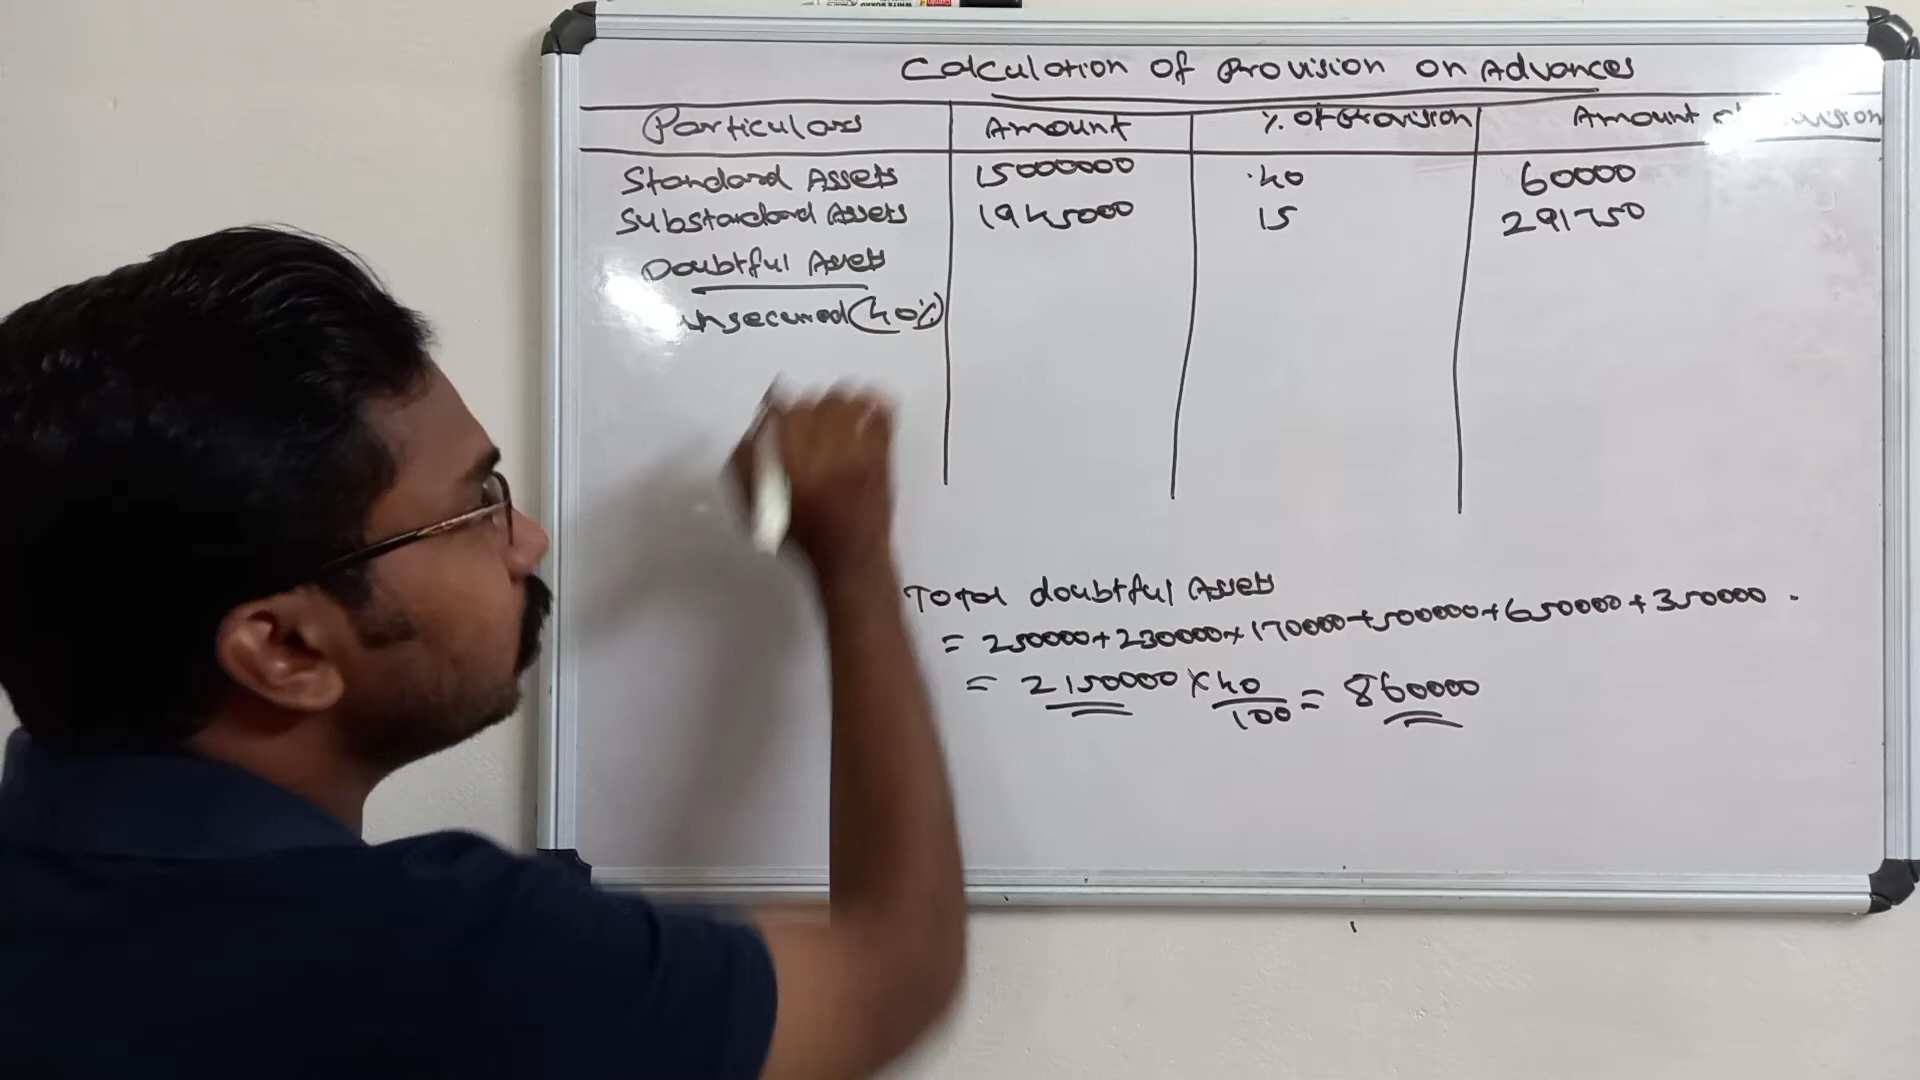 Calculation of Provision on Advances
Particulars Amount % of Provision Amount
Standard Assets 15000000 .40 60000
Substandard Assets 1945000 15 291750
Doubtful Assets
unsecured (40%)
Total doubtful Assets
= 250000+230000+170000+500000+650000+350000.
= 2150000 × 40/100 = 860000